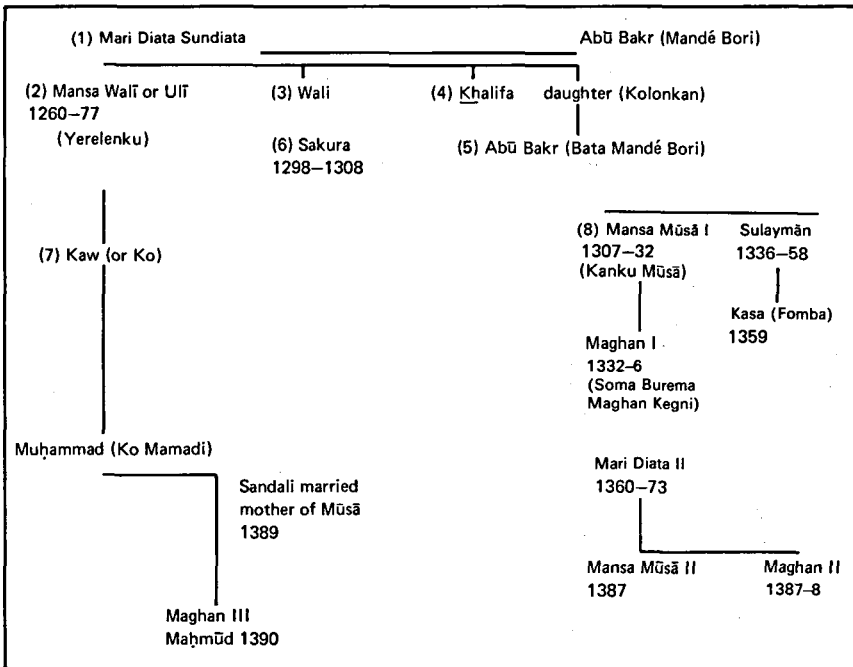 (1) Mari Diata Sundiata
Abū Bakr (Mandé Bori)
(2) Mansa Walī or Ulī
1260–77
(Yerelenku)
(3) Wali
(4) Khalifa
daughter (Kolonkan)
(6) Sakura
1298–1308
(5) Abū Bakr (Bata Mandé Bori)
(7) Kaw (or Ko)
(8) Mansa Mūsā I
1307–32
(Kanku Mūsā)
Sulaymān
1336–58
Kasa (Fomba)
1359
Maghan I
1332–6
(Soma Burema
Maghan Kegni)
Muḥammad (Ko Mamadi)
Sandali married
mother of Mūsā
1389
Mari Diata II
1360–73
Mansa Mūsā II
1387
Maghan II
1387–8
Maghan III
Maḥmūd 1390